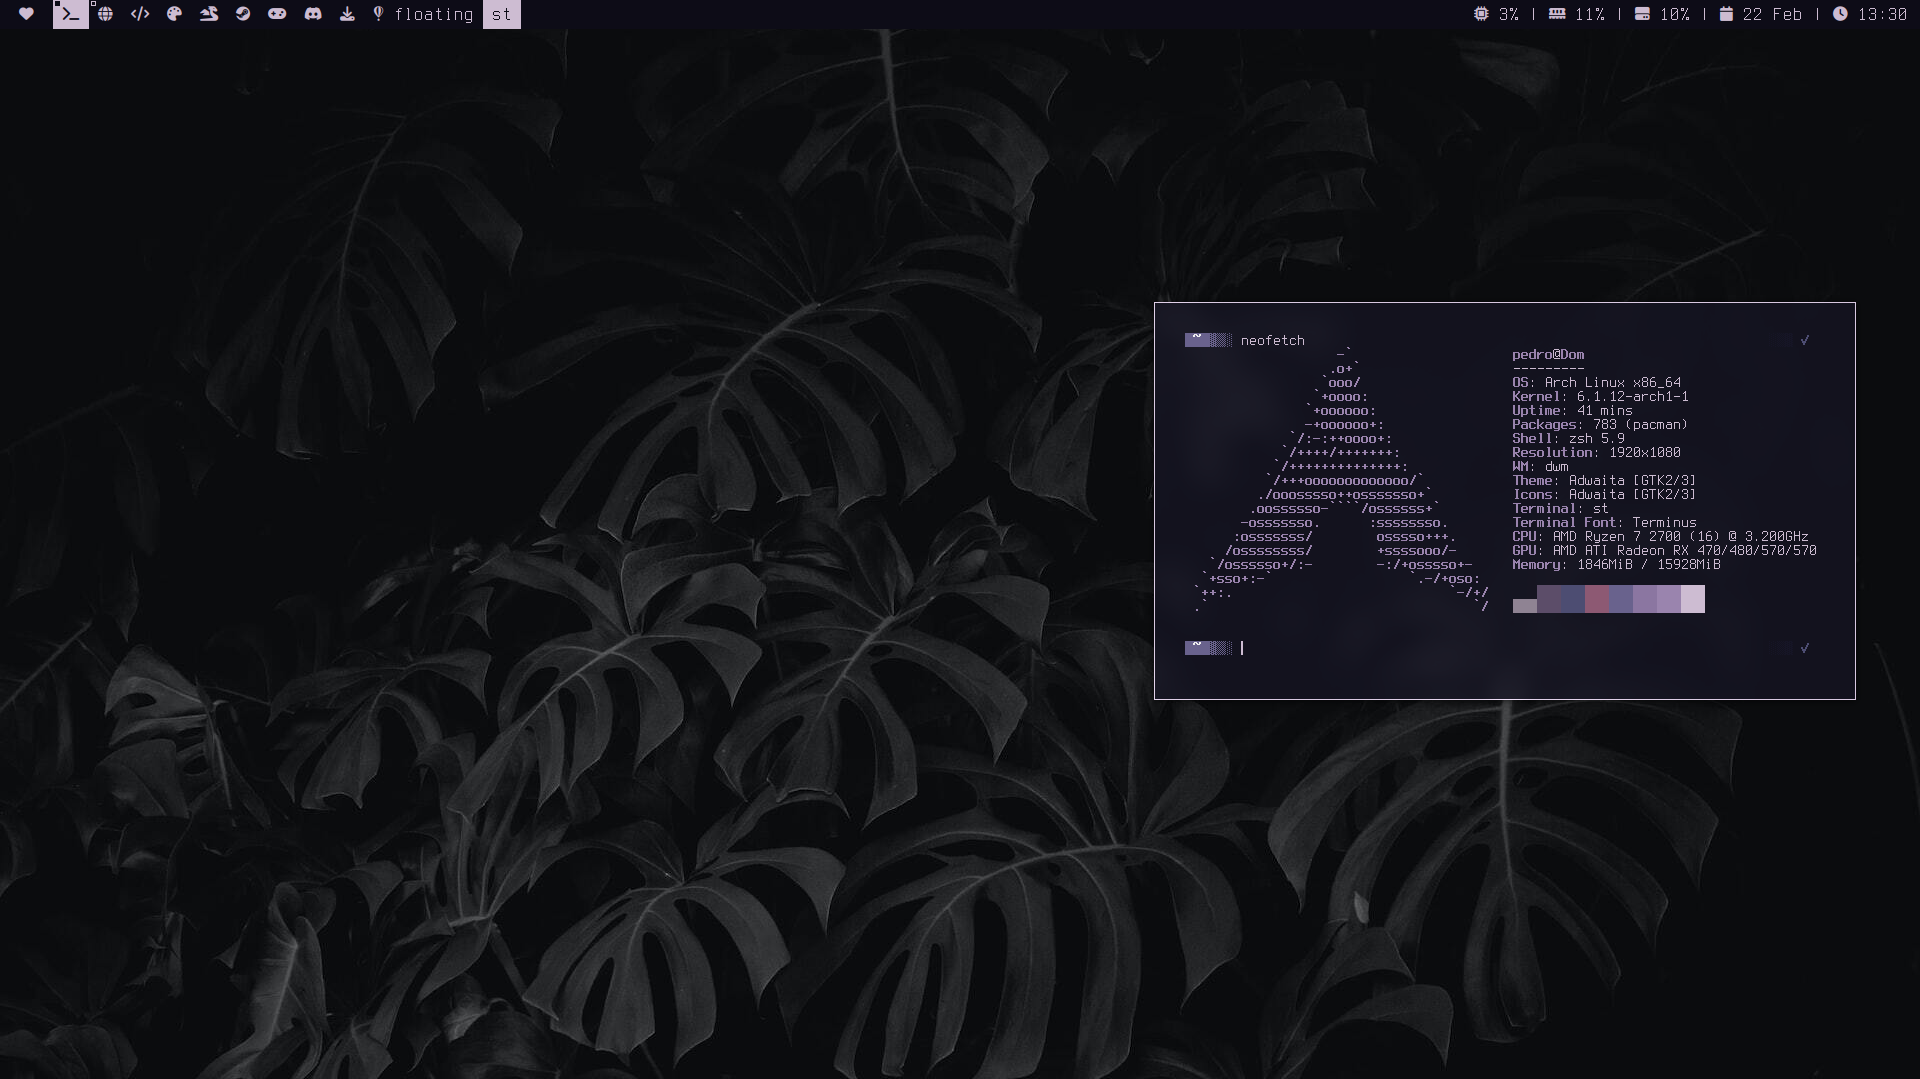 floating st 3% | 11% | 10% | 22 Feb | 13:30
~ neofetch √
pedro@Dom
---------
OS: Arch Linux x86_64
Kernel: 6.1.12-arch1-1
Uptime: 41 mins
Packages: 783 (pacman)
Shell: zsh 5.9
Resolution: 1920x1080
WM: dwm
Theme: Adwaita [GTK2/3]
Icons: Adwaita [GTK2/3]
Terminal: st
Terminal Font: Terminus
CPU: AMD Ryzen 7 2700 (16) @ 3.200GHz
GPU: AMD ATI Radeon RX 470/480/570/570
Memory: 1846MiB / 15928MiB
~ √